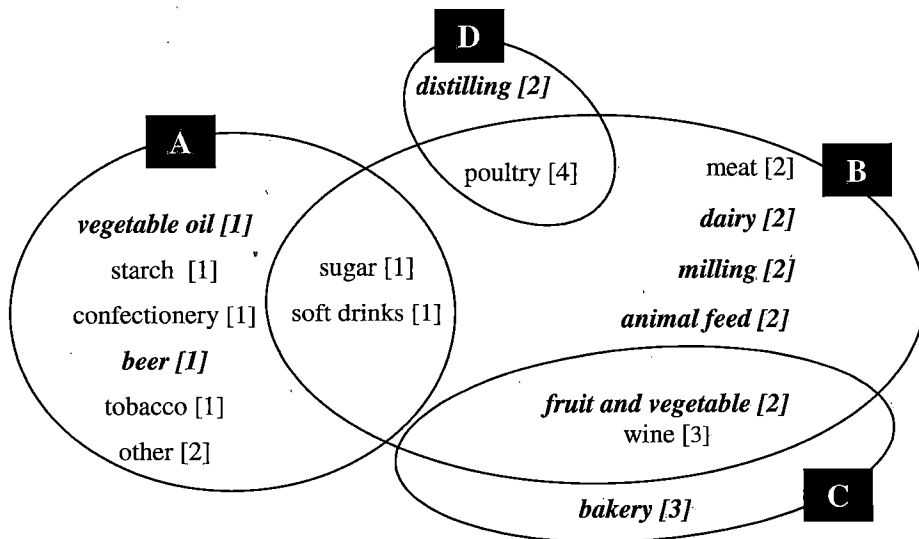 D
distilling [2]
A
poultry [4]
meat [2]
B
vegetable oil [1]
dairy [2]
starch [1]
sugar [1]
milling [2]
confectionery [1]
soft drinks [1]
animal feed [2]
beer [1]
tobacco [1]
fruit and vegetable [2]
wine [3]
other [2]
bakery [3]
C